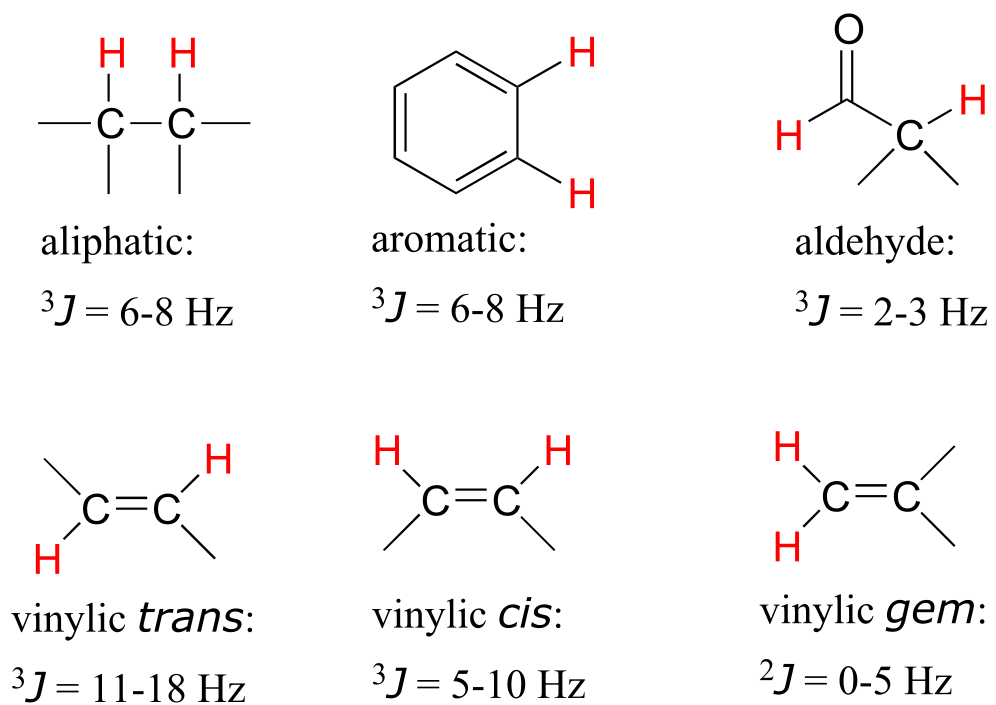 H H
C C
aliphatic:
³J = 6-8 Hz
H
H
aromatic:
³J = 6-8 Hz
O
H C H
aldehyde:
³J = 2-3 Hz
H
C=C
H
vinylic trans:
³J = 11-18 Hz
H H
C=C
vinylic cis:
³J = 5-10 Hz
H
C=C
H
vinylic gem:
²J = 0-5 Hz